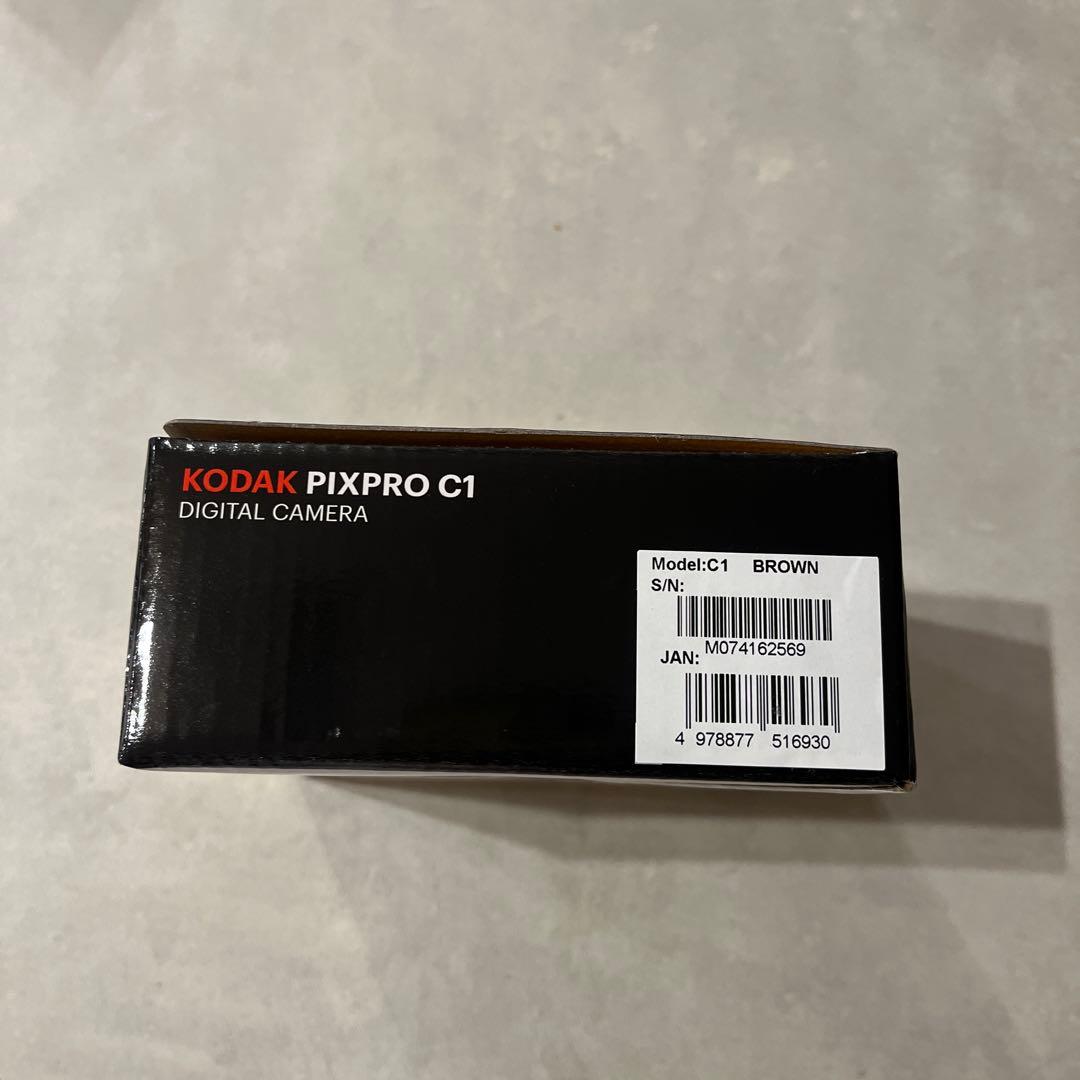 KODAK PIXPRO C1
DIGITAL CAMERA
Model:C1 BROWN
S/N:
M074162569
JAN:
4 978877 516930